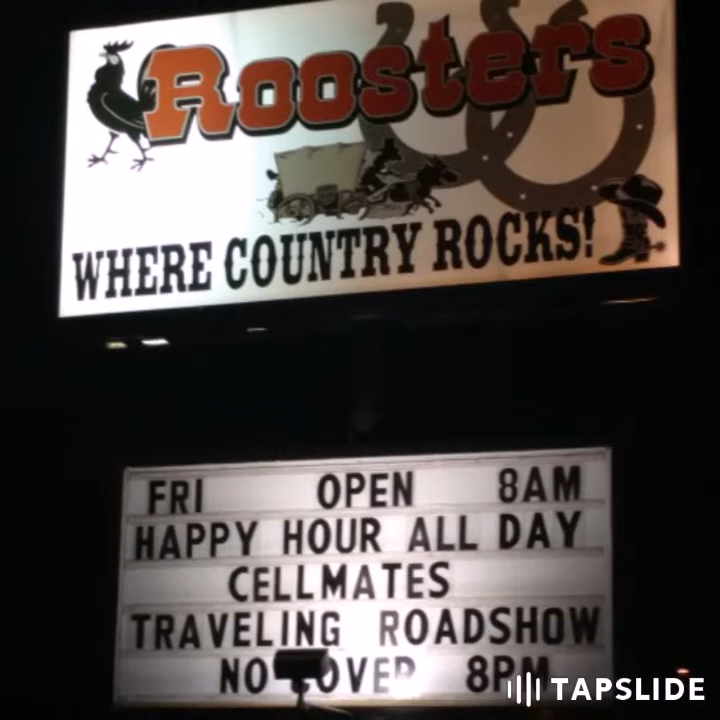 Roosters
WHERE COUNTRY ROCKS!
FRI OPEN 8AM
HAPPY HOUR ALL DAY
CELLMATES
TRAVELING ROADSHOW
NO COVER 8PM
TAPSLIDE